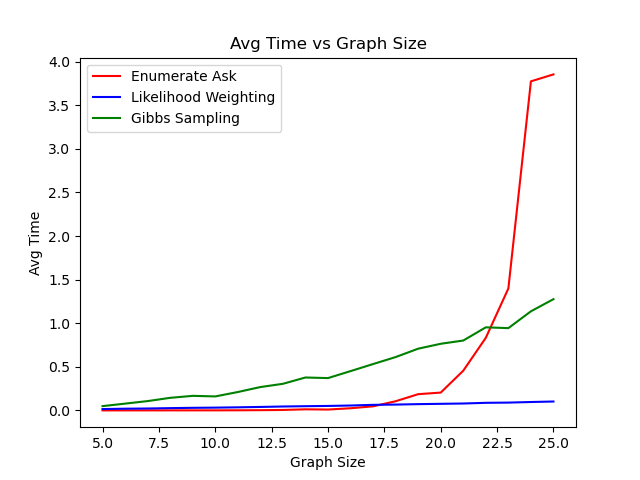 Avg Time vs Graph Size
Enumerate Ask
Likelihood Weighting
Gibbs Sampling
Avg Time
4.0
3.5
3.0
2.5
2.0
1.5
1.0
0.5
0.0
5.0 7.5 10.0 12.5 15.0 17.5 20.0 22.5 25.0
Graph Size